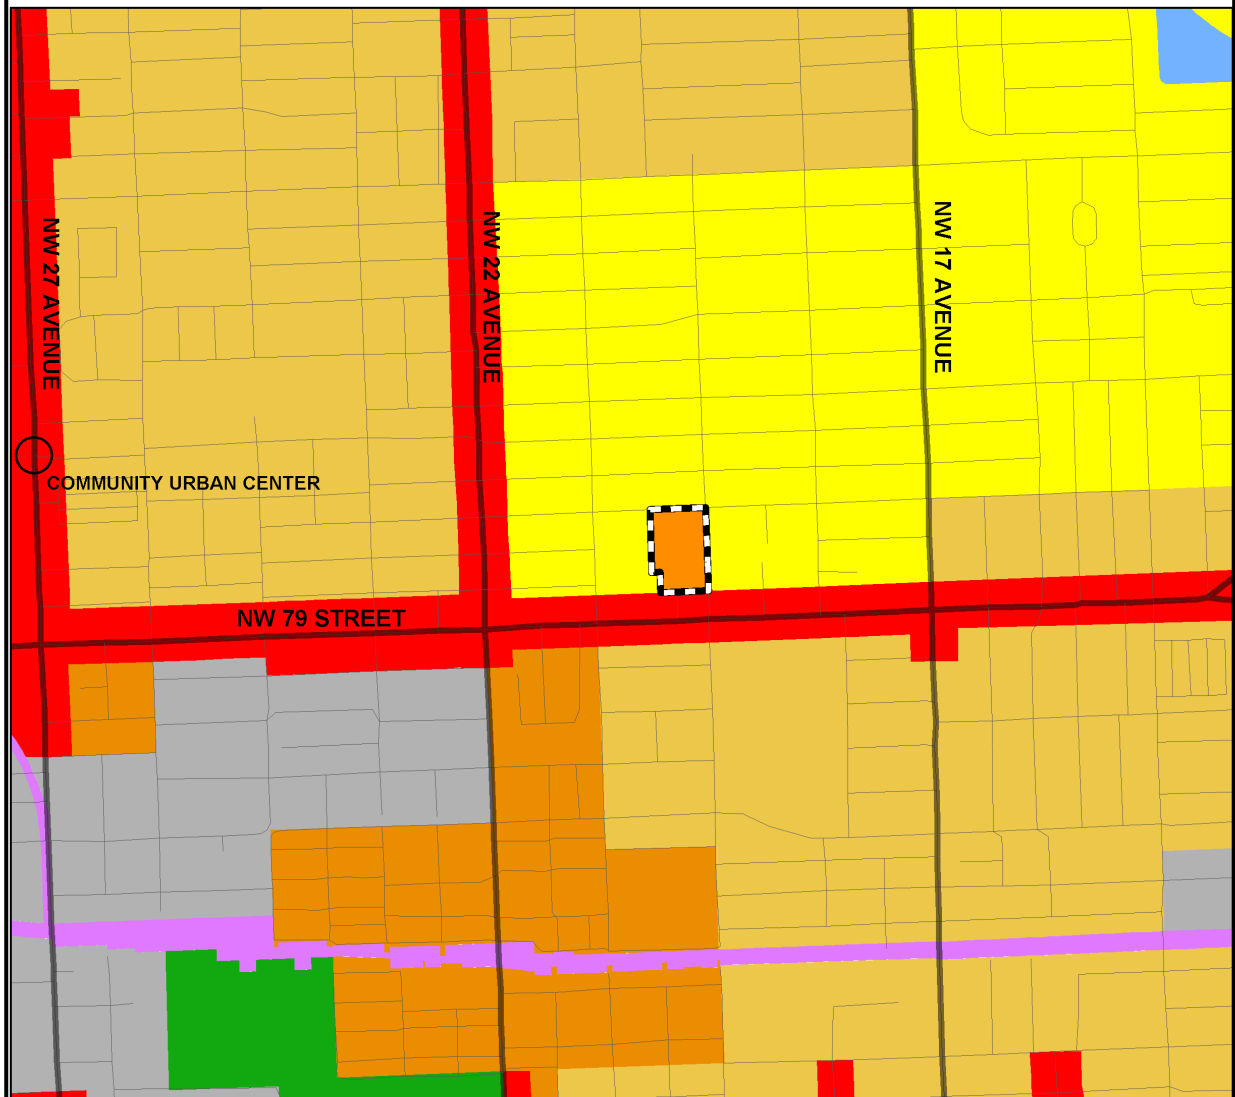 NW 27 AVENUE
NW 22 AVENUE
NW 17 AVENUE
COMMUNITY URBAN CENTER
NW 79 STREET